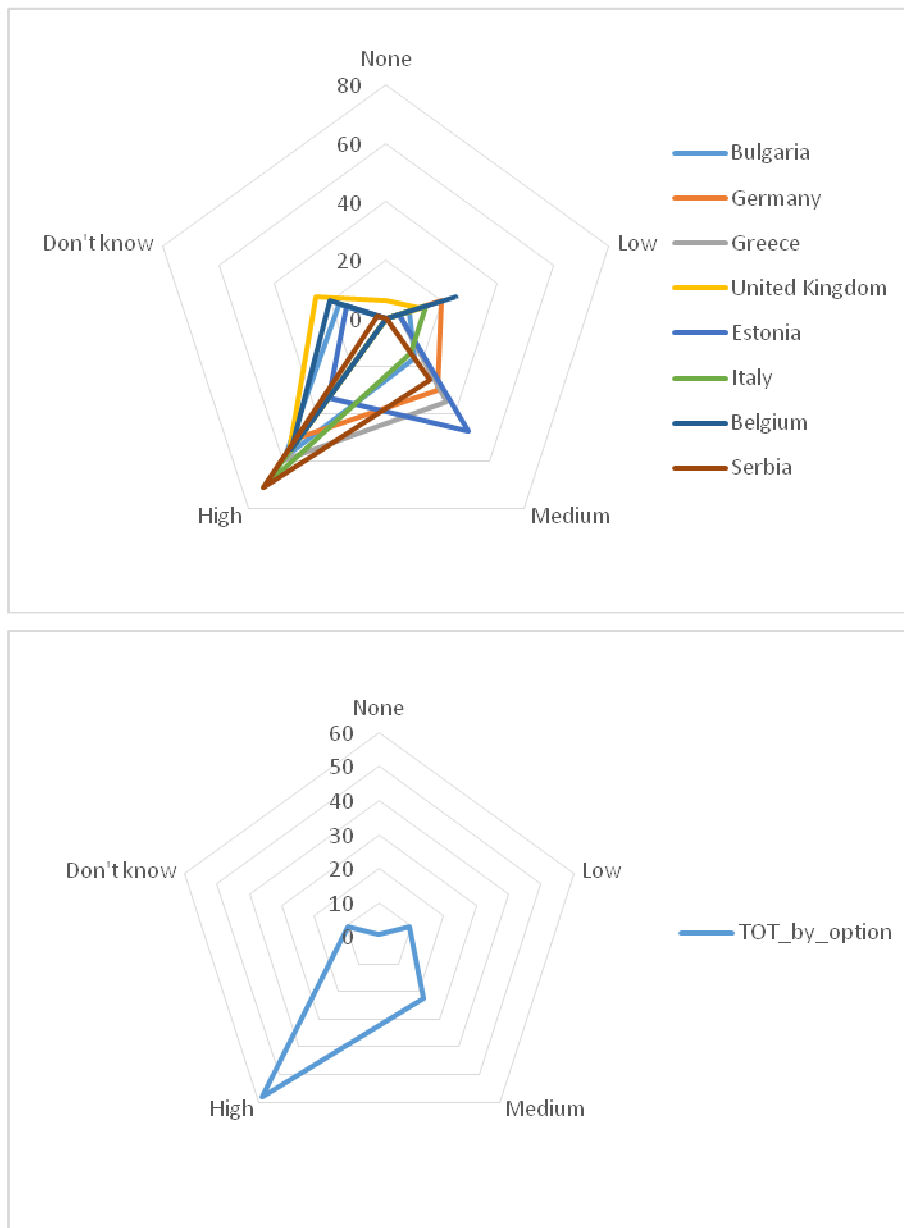 None
80
60
40
20
0
Don't know
Low
High
Medium
Bulgaria
Germany
Greece
United Kingdom
Estonia
Italy
Belgium
Serbia
None
60
50
40
30
20
10
0
Don't know
Low
High
Medium
TOT_by_option